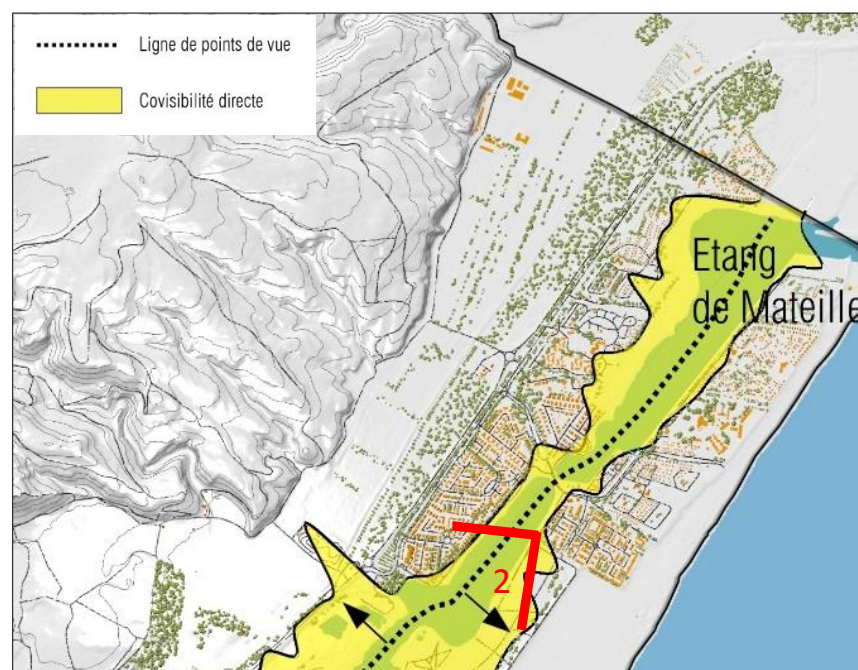 Ligne de points de vue
Covisibilité directe
Etang
de Mateille
2